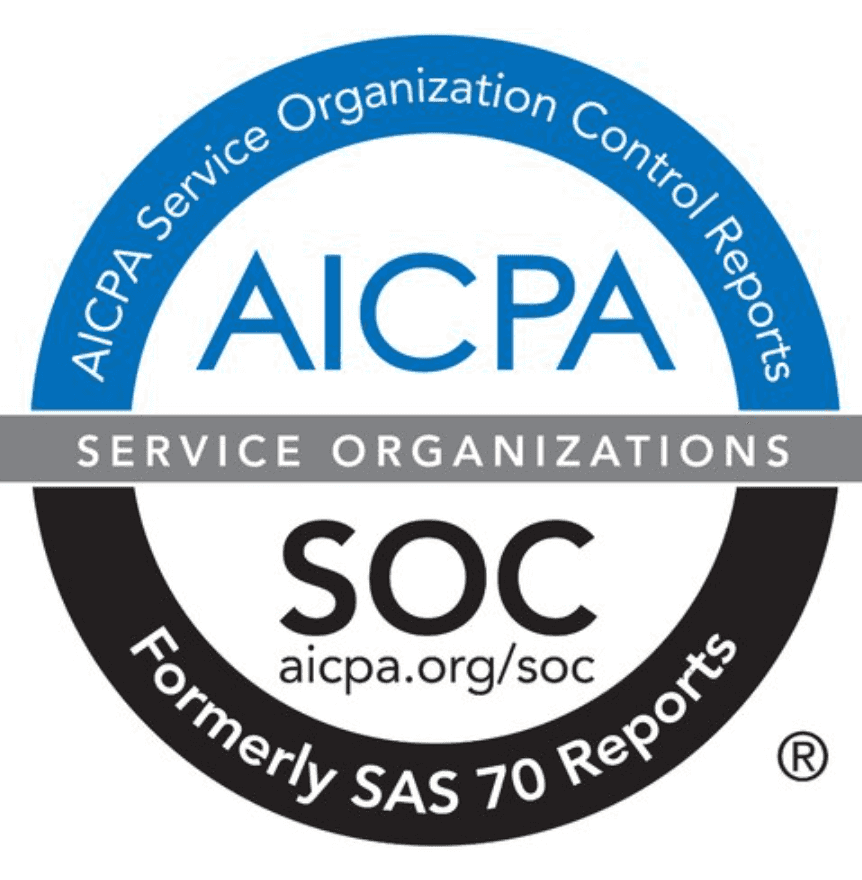 AICPA Service Organization Control Reports
AICPA
SERVICE ORGANIZATIONS
SOC
aicpa.org/soc
Formerly SAS 70 Reports
®